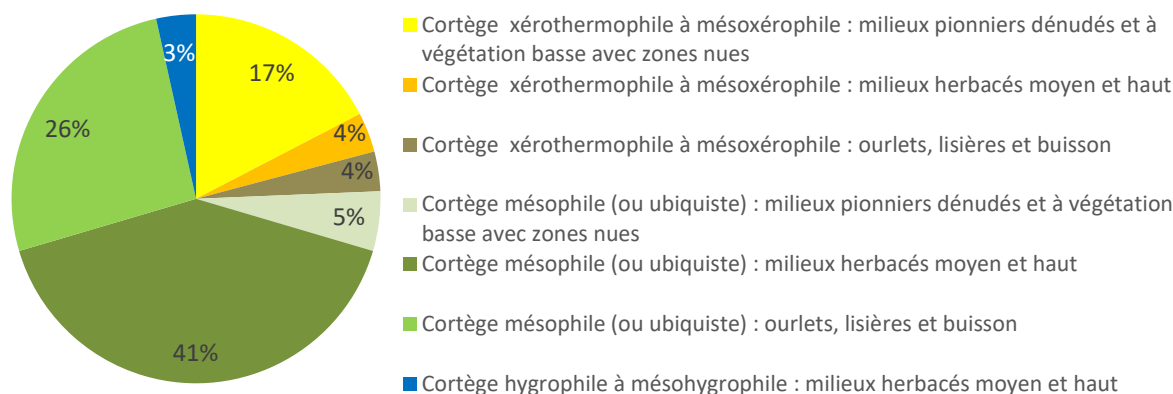 3%
17%
26%
4%
4%
5%
41%
Cortège xérothermophile à mésoxérophile : milieux pionniers dénudés et à
végétation basse avec zones nues
Cortège xérothermophile à mésoxérophile : milieux herbacés moyen et haut
Cortège xérothermophile à mésoxérophile : ourlets, lisières et buisson
Cortège mésophile (ou ubiquiste) : milieux pionniers dénudés et à végétation
basse avec zones nues
Cortège mésophile (ou ubiquiste) : milieux herbacés moyen et haut
Cortège mésophile (ou ubiquiste) : ourlets, lisières et buisson
Cortège hygrophile à mésohygrophile : milieux herbacés moyen et haut